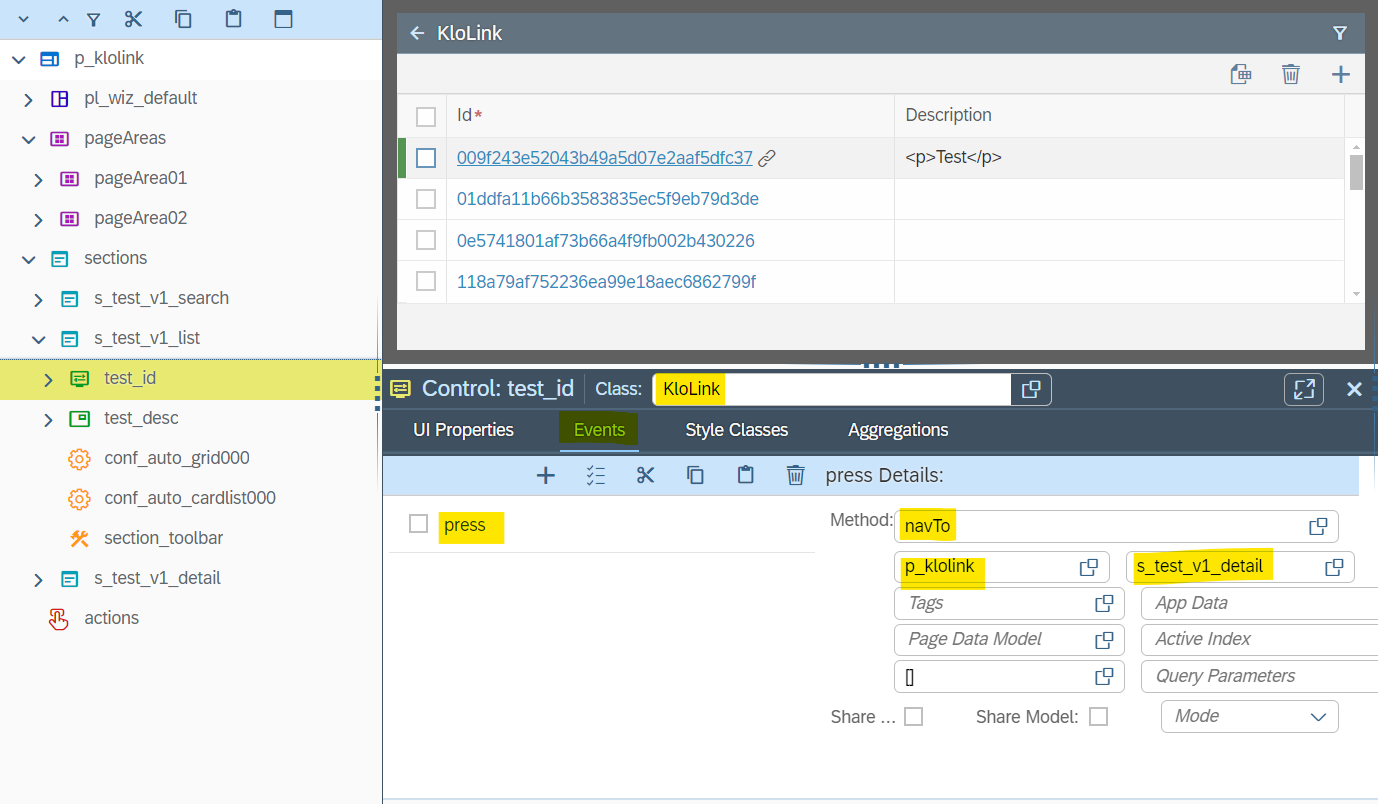 p_klolink
pl_wiz_default
pageAreas
pageArea01
pageArea02
sections
s_test_v1_search
s_test_v1_list
test_id
test_desc
conf_auto_grid000
conf_auto_cardlist000
section_toolbar
s_test_v1_detail
actions
KloLink
Id* Description
009f243e52043b49a5d07e2aaf5dfc37 <p>Test</p>
01ddfa11b66b3583835ec5f9eb79d3de
0e5741801af73b66a4f9fb002b430226
118a79af752236ea99e18aec6862799f
Control: test_id Class: KloLink
UI Properties Events Style Classes Aggregations
press Details:
press
Method: navTo
p_klolink s_test_v1_detail
Tags App Data
Page Data Model Active Index
[] Query Parameters
Share ... Share Model: Mode